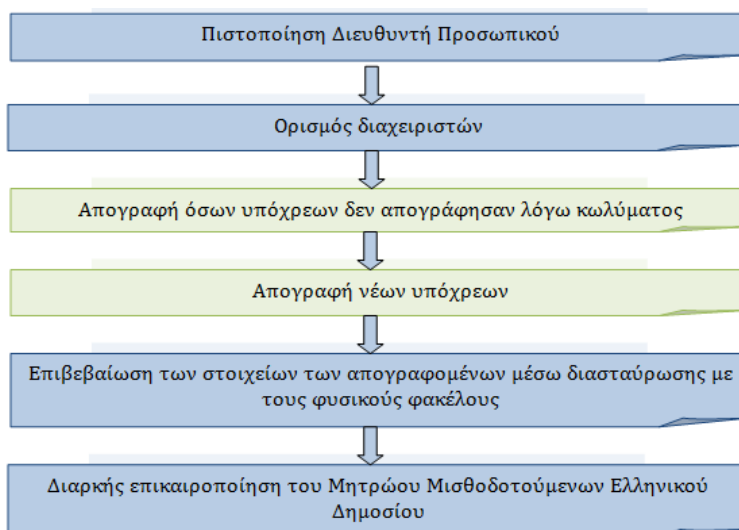 Πιστοποίηση Διευθυντή Προσωπικού
Ορισμός διαχειριστών
Απογραφή όσων υπόχρεων δεν απογράφησαν λόγω κωλύματος
Απογραφή νέων υπόχρεων
Επιβεβαίωση των στοιχείων των απογραφομένων μέσω διασταύρωσης με
τους φυσικούς φακέλους
Διαρκής επικαιροποίηση του Μητρώου Μισθοδοτούμενων Ελληνικού
Δημοσίου